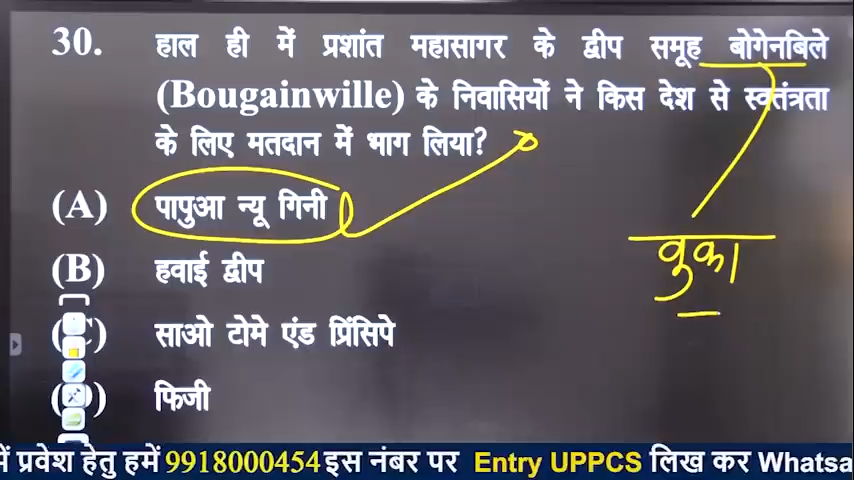 30. हाल ही में प्रशांत महासागर के द्वीप समूह बोगेनबिले
(Bougainwille) के निवासियों ने किस देश से स्वतंत्रता
के लिए मतदान में भाग लिया?
(A) पापुआ न्यू गिनी
वुका
(B) हवाई द्वीप
(C) साओ टोमे एंड प्रिंसिपे
(D) फिजी
में प्रवेश हेतु हमें 9918000454 इस नंबर पर Entry UPPCS लिख कर Whatsa